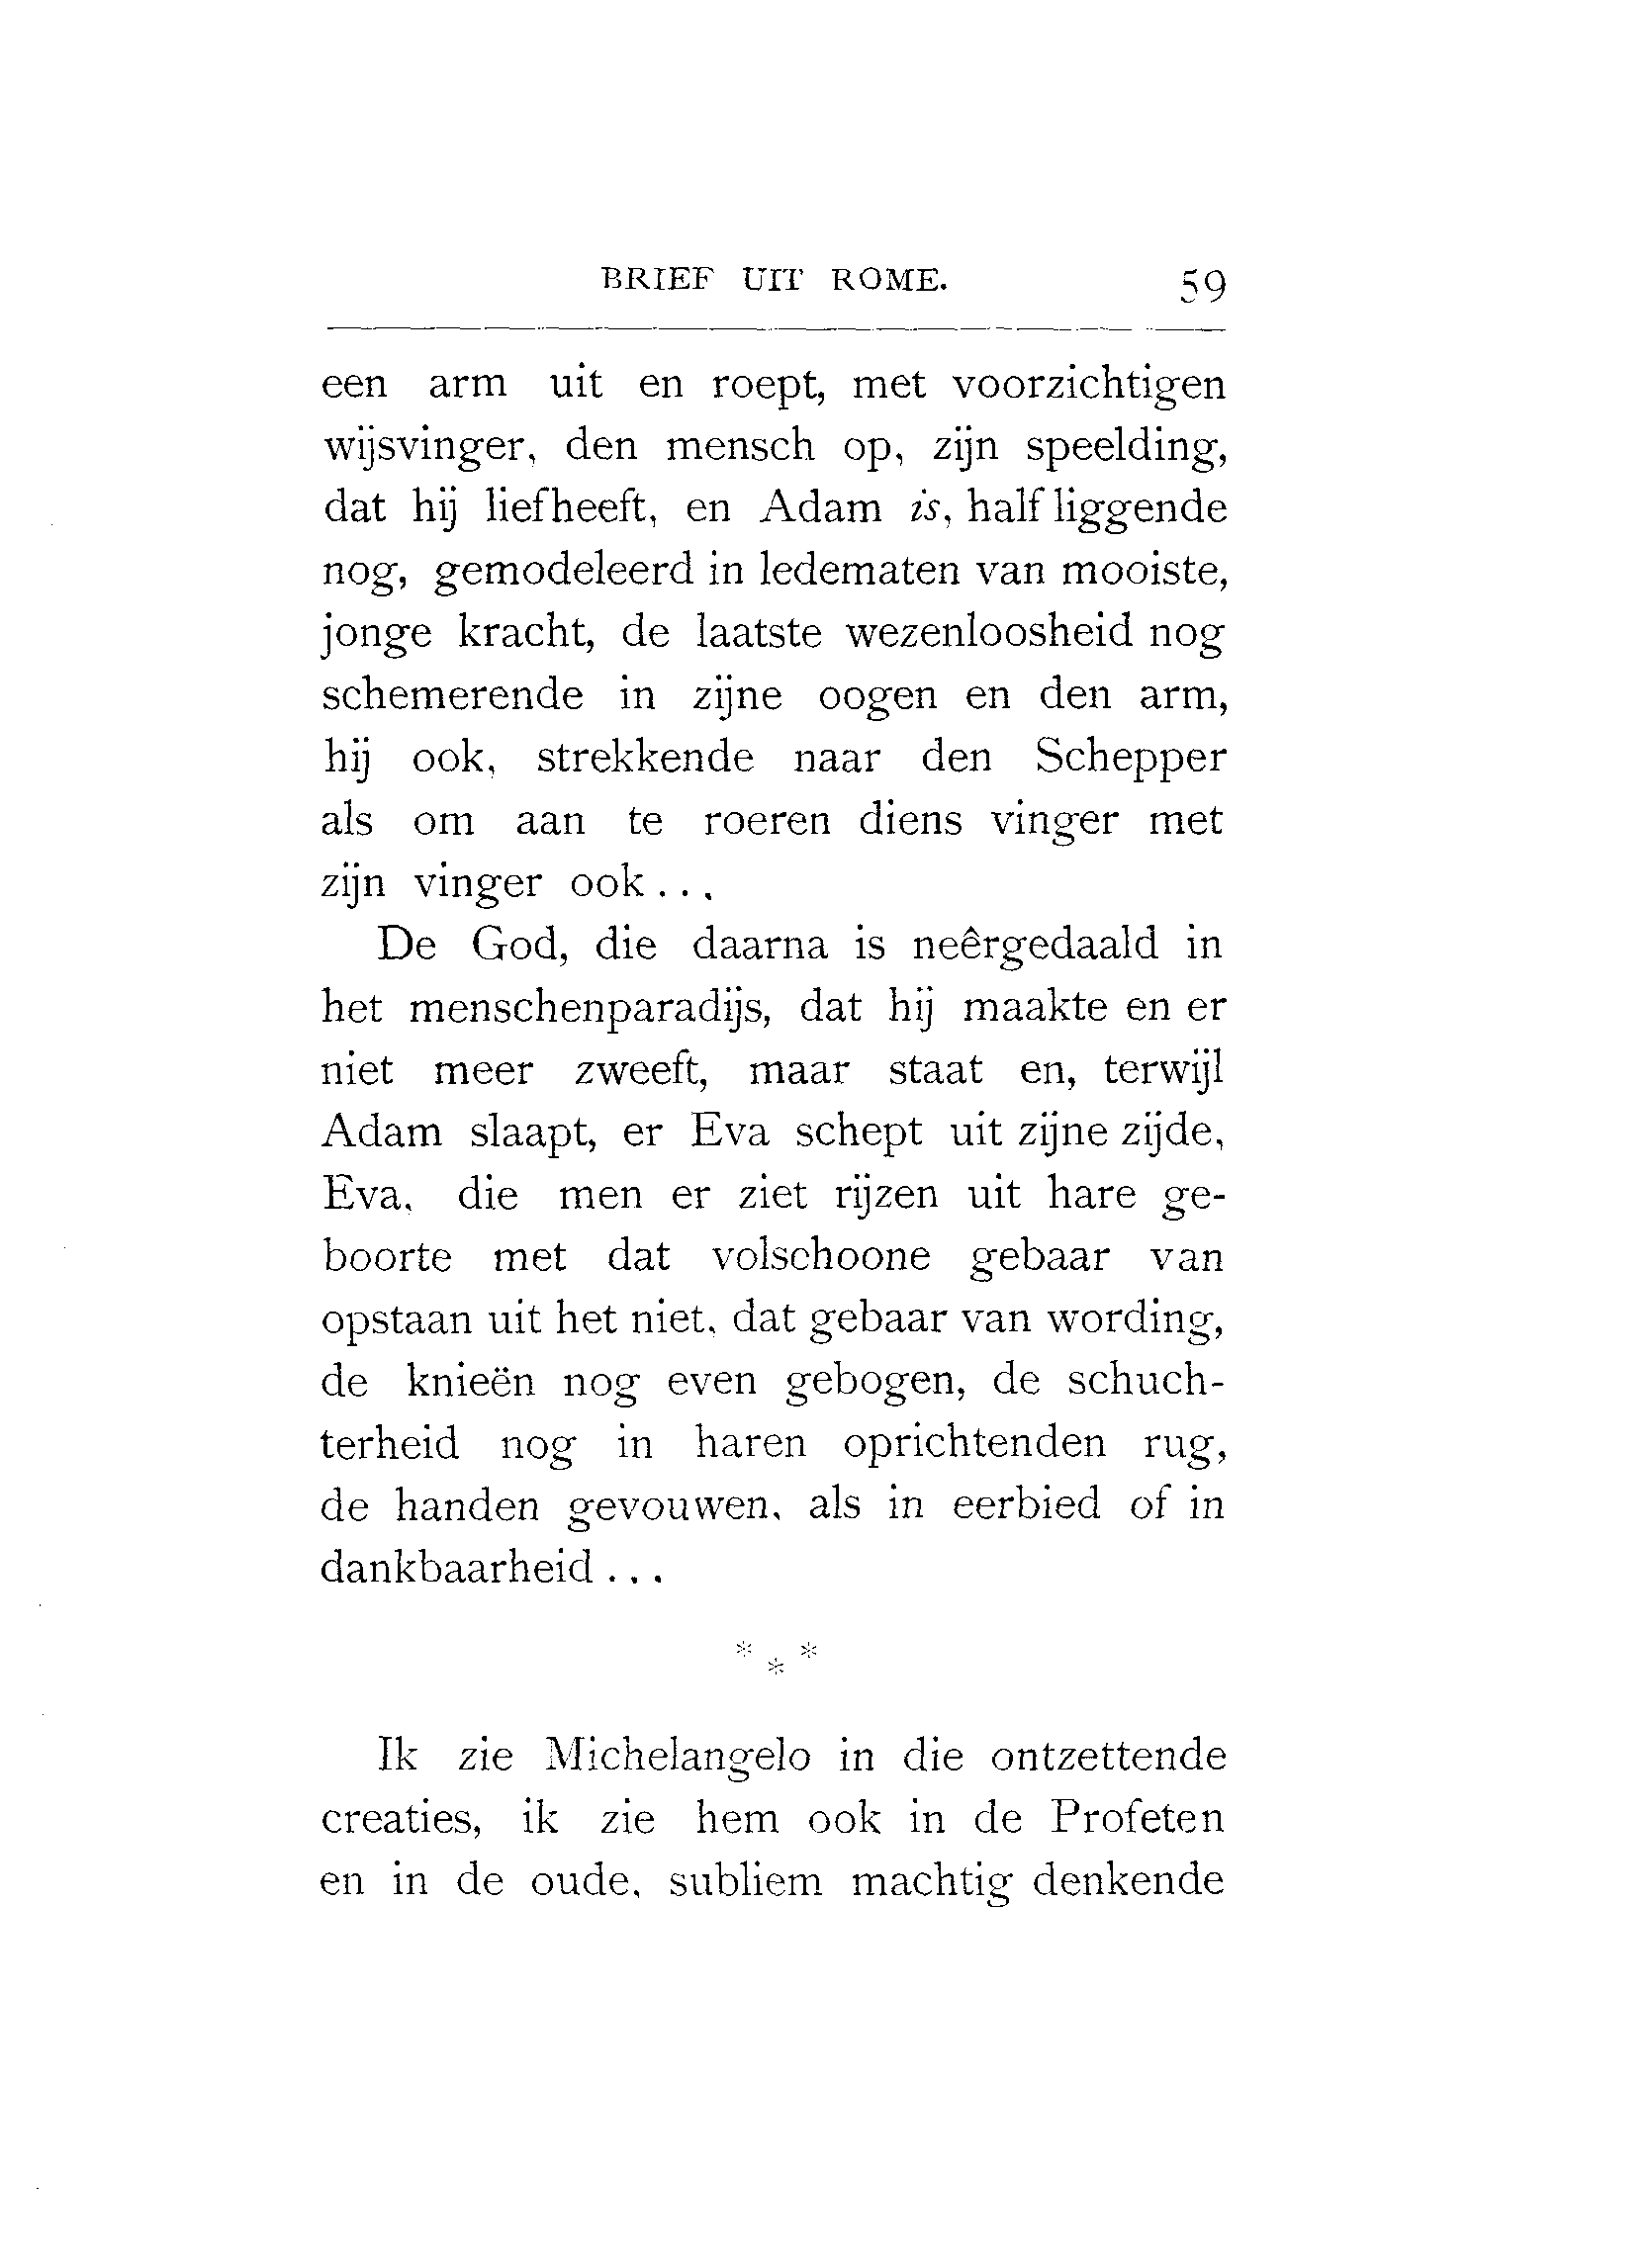 BRIEF UIT ROME. 59
een arm uit en roept, met voorzichtigen
wijsvinger, den mensch op, zijn speelding,
dat hij liefheeft, en Adam is, half liggende
nog, gemodeleerd in ledematen van mooiste,
jonge kracht, de laatste wezenloosheid nog
schemerende in zijne oogen en den arm,
hij ook, strekkende naar den Schepper
als om aan te roeren diens vinger met
zijn vinger ook...
De God, die daarna is neêrgedaald in
het menschenparadijs, dat hij maakte en er
niet meer zweeft, maar staat en, terwijl
Adam slaapt, er Eva schept uit zijne zijde,
Eva, die men er ziet rijzen uit hare ge-
boorte met dat volschoone gebaar van
opstaan uit het niet, dat gebaar van wording,
de knieën nog even gebogen, de schuch-
terheid nog in haren oprichtenden rug,
de handen gevouwen, als in eerbied of in
dankbaarheid...
* * *
Ik zie Michelangelo in die ontzettende
creaties, ik zie hem ook in de Profeten
en in de oude, subliem machtig denkende